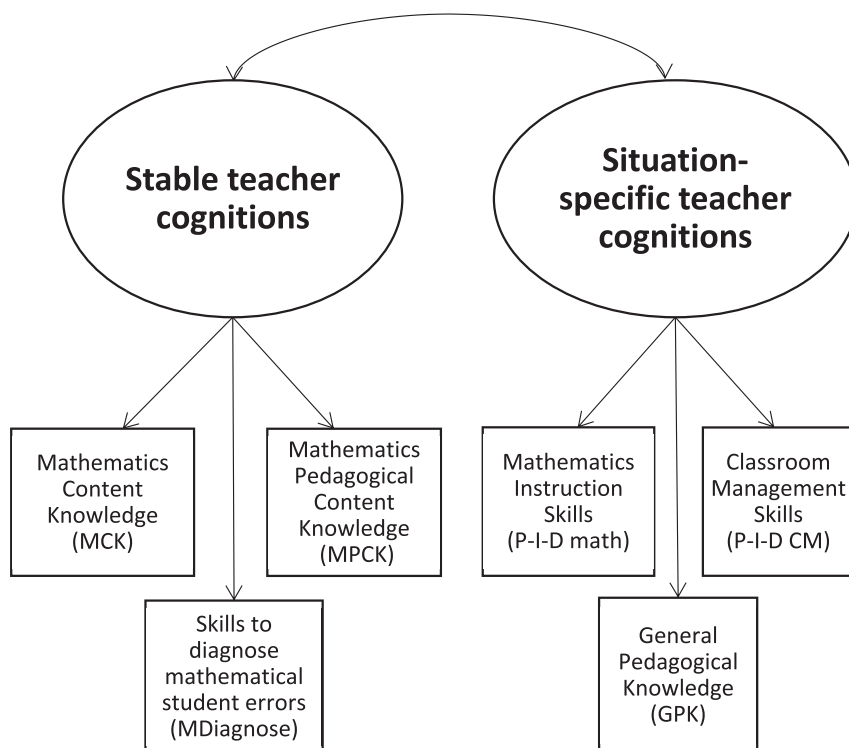 Stable teacher
cognitions
Situation-
specific teacher
cognitions
Mathematics
Content
Knowledge
(MCK)
Mathematics
Pedagogical
Content
Knowledge
(MPCK)
Mathematics
Instruction
Skills
(P-I-D math)
Classroom
Management
Skills
(P-I-D CM)
Skills to
diagnose
mathematical
student errors
(MDiagnose)
General
Pedagogical
Knowledge
(GPK)